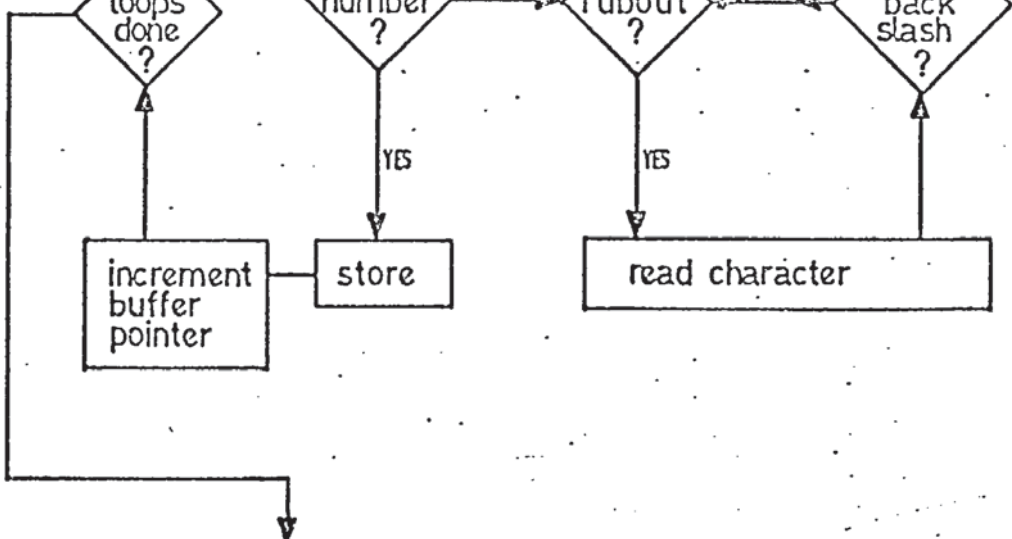 loops
done
?
number
?
rubout
?
back
slash
?
YES
YES
increment
buffer
pointer
store
read character